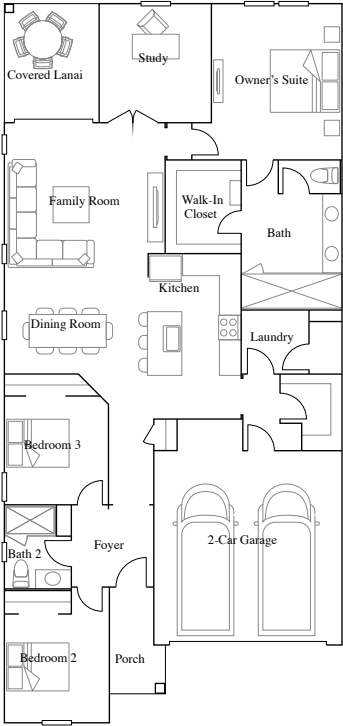 Covered Lanai
Study
Owner's Suite
Family Room
Walk-In
Closet
Bath
Kitchen
Dining Room
Laundry
Bedroom 3
Foyer
2-Car Garage
Bath 2
Bedroom 2
Porch